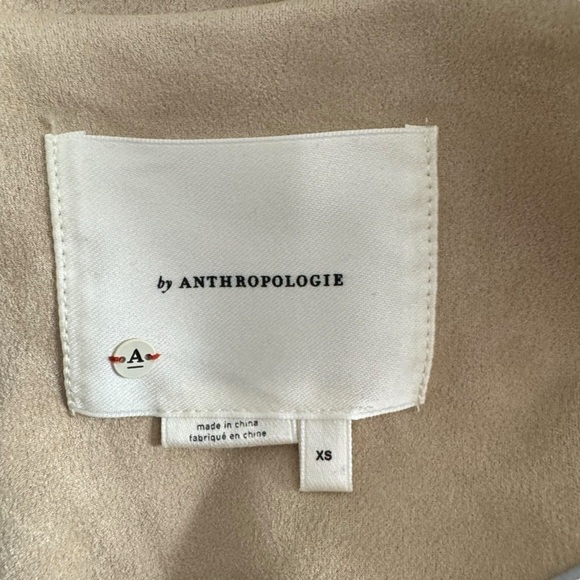 by ANTHROPOLOGIE
A
made in china
fabriqué en chine
XS